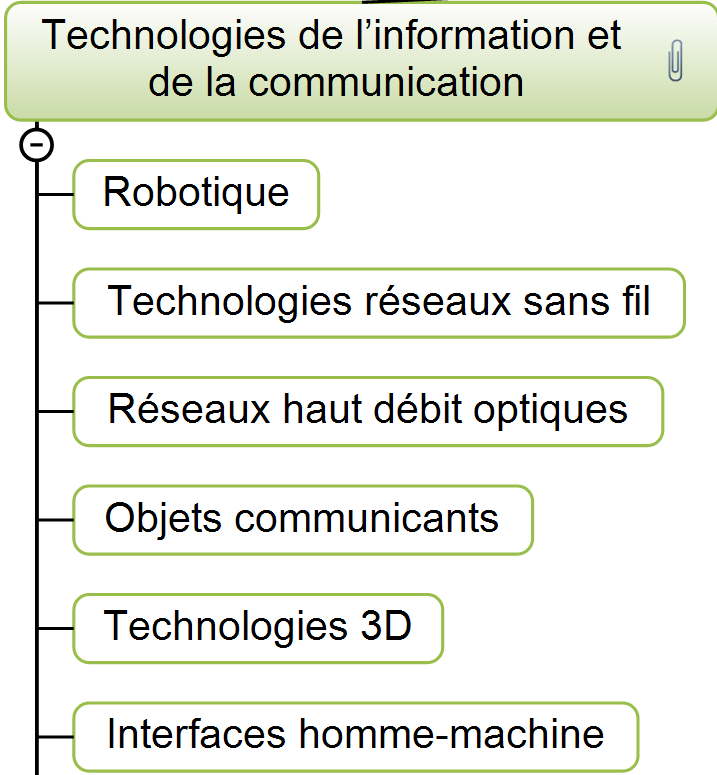 Technologies de l’information et
de la communication
Robotique
Technologies réseaux sans fil
Réseaux haut débit optiques
Objets communicants
Technologies 3D
Interfaces homme-machine